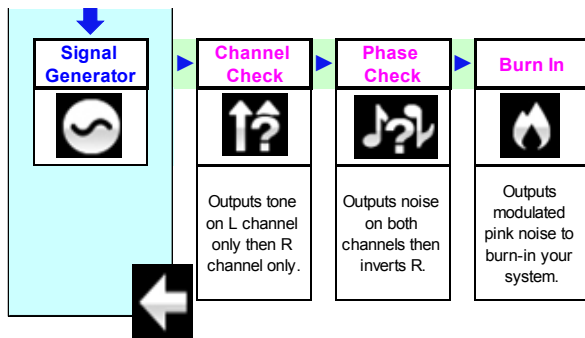 Signal
Generator
Channel
Check
Phase
Check
Burn In
Outputs tone
on L channel
only then R
channel only.
Outputs noise
on both
channels then
inverts R.
Outputs
modulated
pink noise to
burn-in your
system.